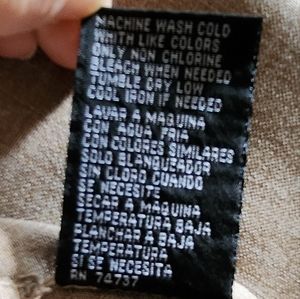 MACHINE WASH COLD
WHITH LIKE COLORS
ONLY NON CHLORINE
BLEACH WHEN NEEDED
TUMBLE DRY LOW
COOL IRON IF NEEDED
LAVAR A MAQUINA
CON AGUA FRIA
CON COLORES SIMILARES
SOLO BLANQUEADOR
SIN CLORO CUANDO
SE NECESITE
SECAR A MAQUINA
TEMPERATURA BAJA
PLANCHAR A BAJA
TEMPERATURA
SI SE NECESITA
RN 74737